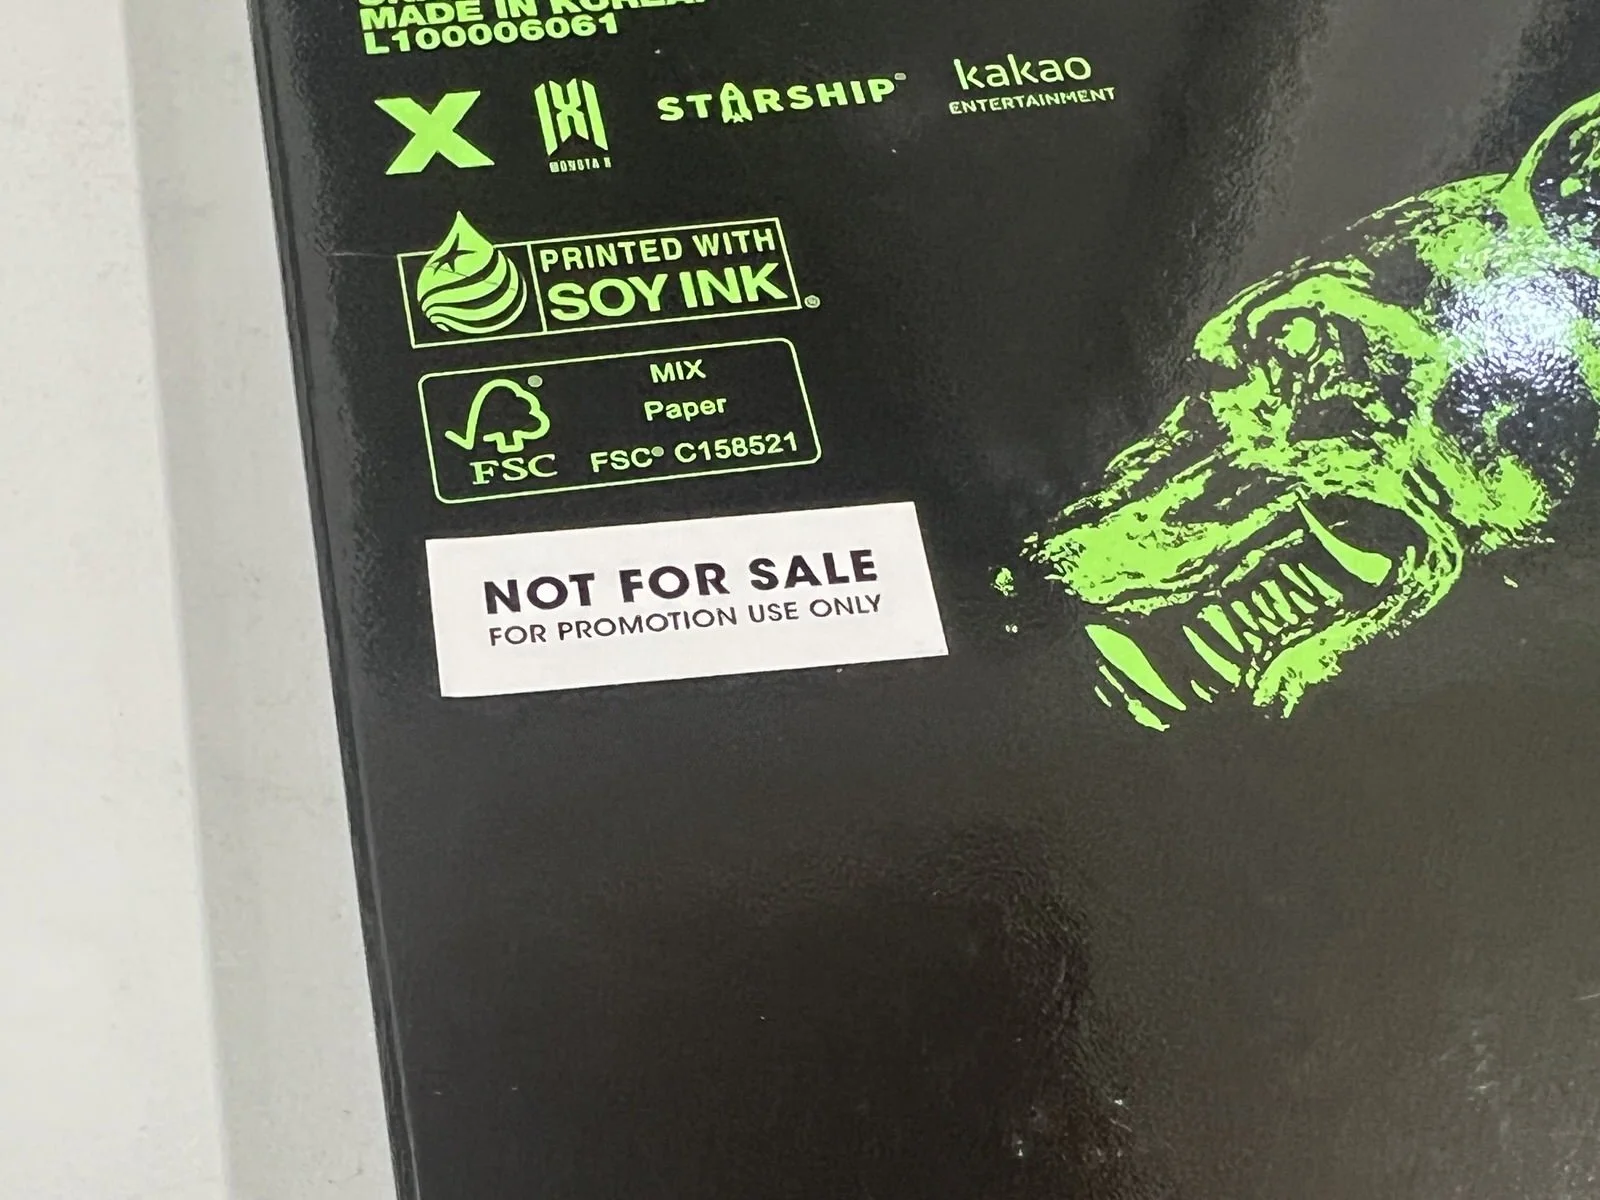 MADE IN KOREA.
L100006061
X
MONSTA X
STARSHIP
kakao
ENTERTAINMENT
PRINTED WITH
SOY INK
MIX
Paper
FSC
FSC® C158521
NOT FOR SALE
FOR PROMOTION USE ONLY